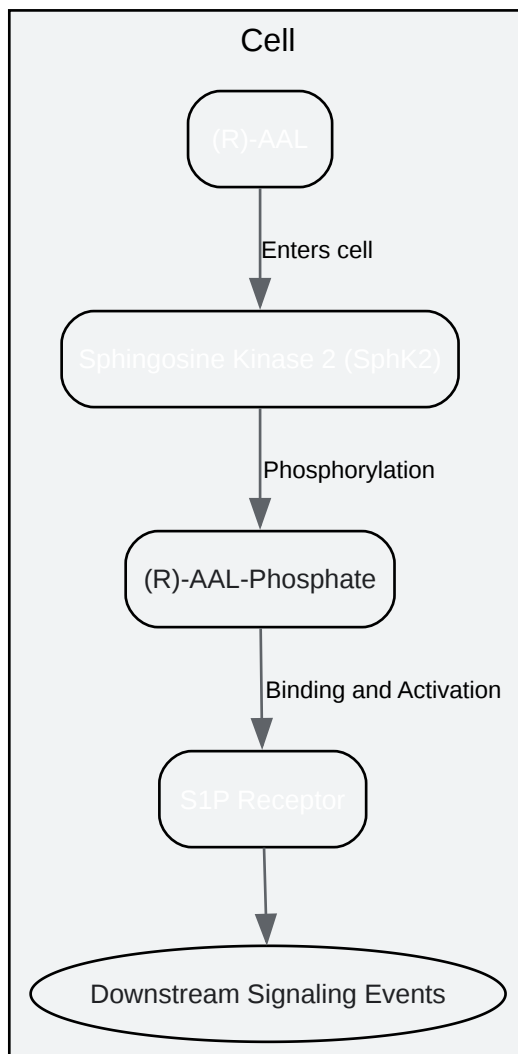 Cell
(R)-AAL
Enters cell
Sphingosine Kinase 2 (SphK2)
Phosphorylation
(R)-AAL-Phosphate
Binding and Activation
S1P Receptor
Downstream Signaling Events